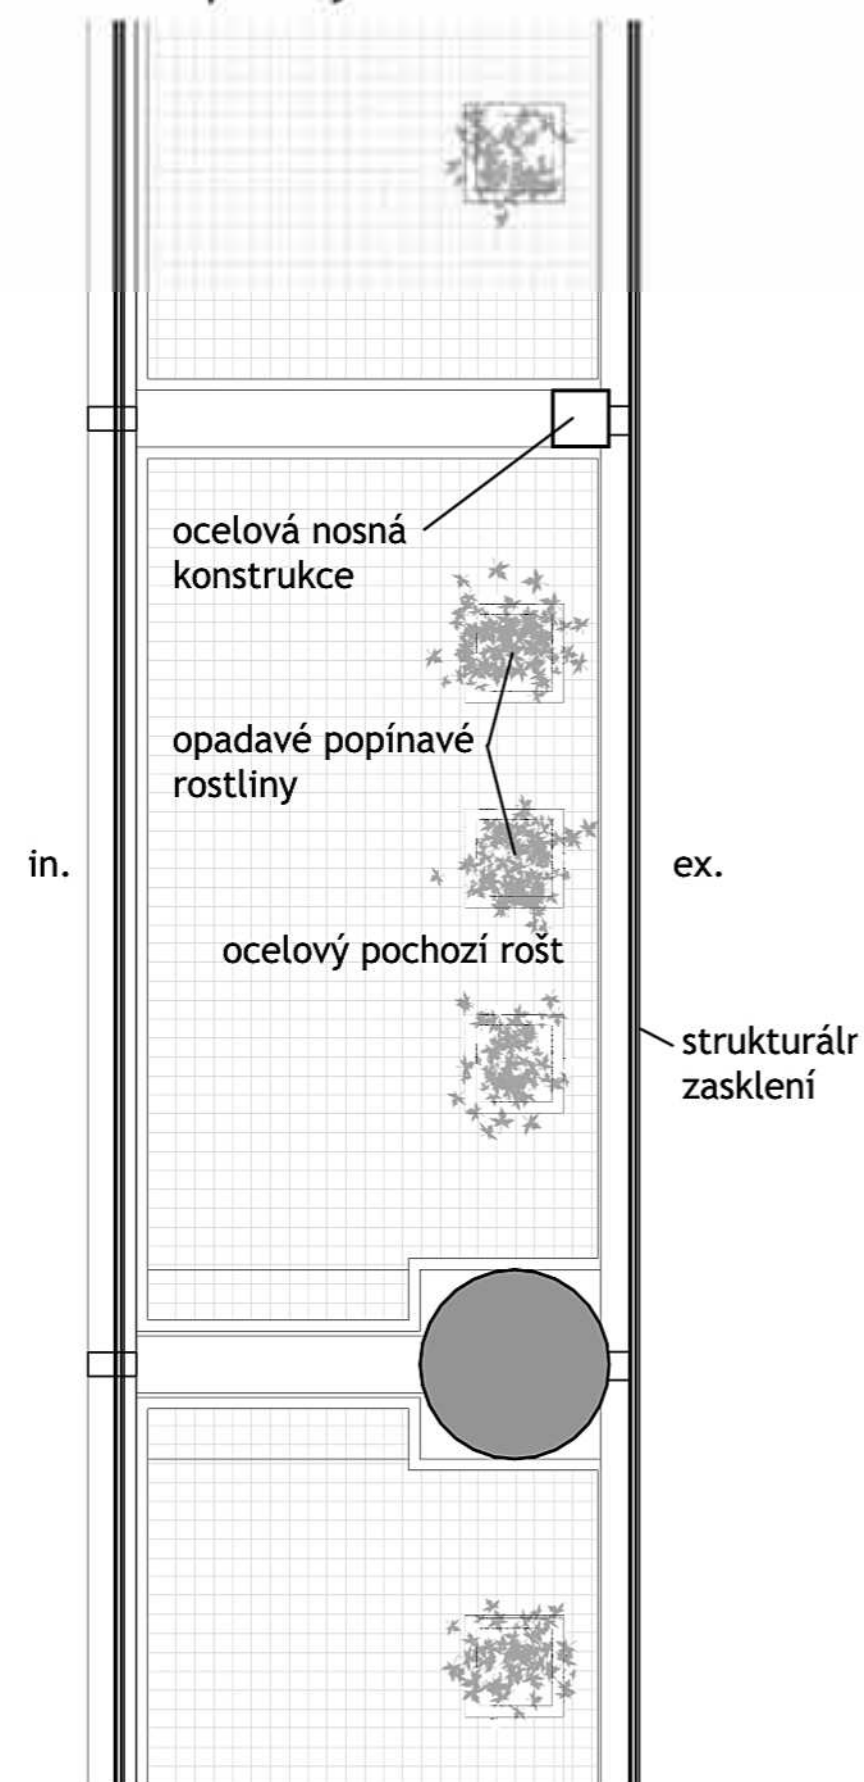 ocelová nosná
konstrukce
opadavé popínavé
rostliny
in.
ex.
ocelový pochozí rošt
zasklení